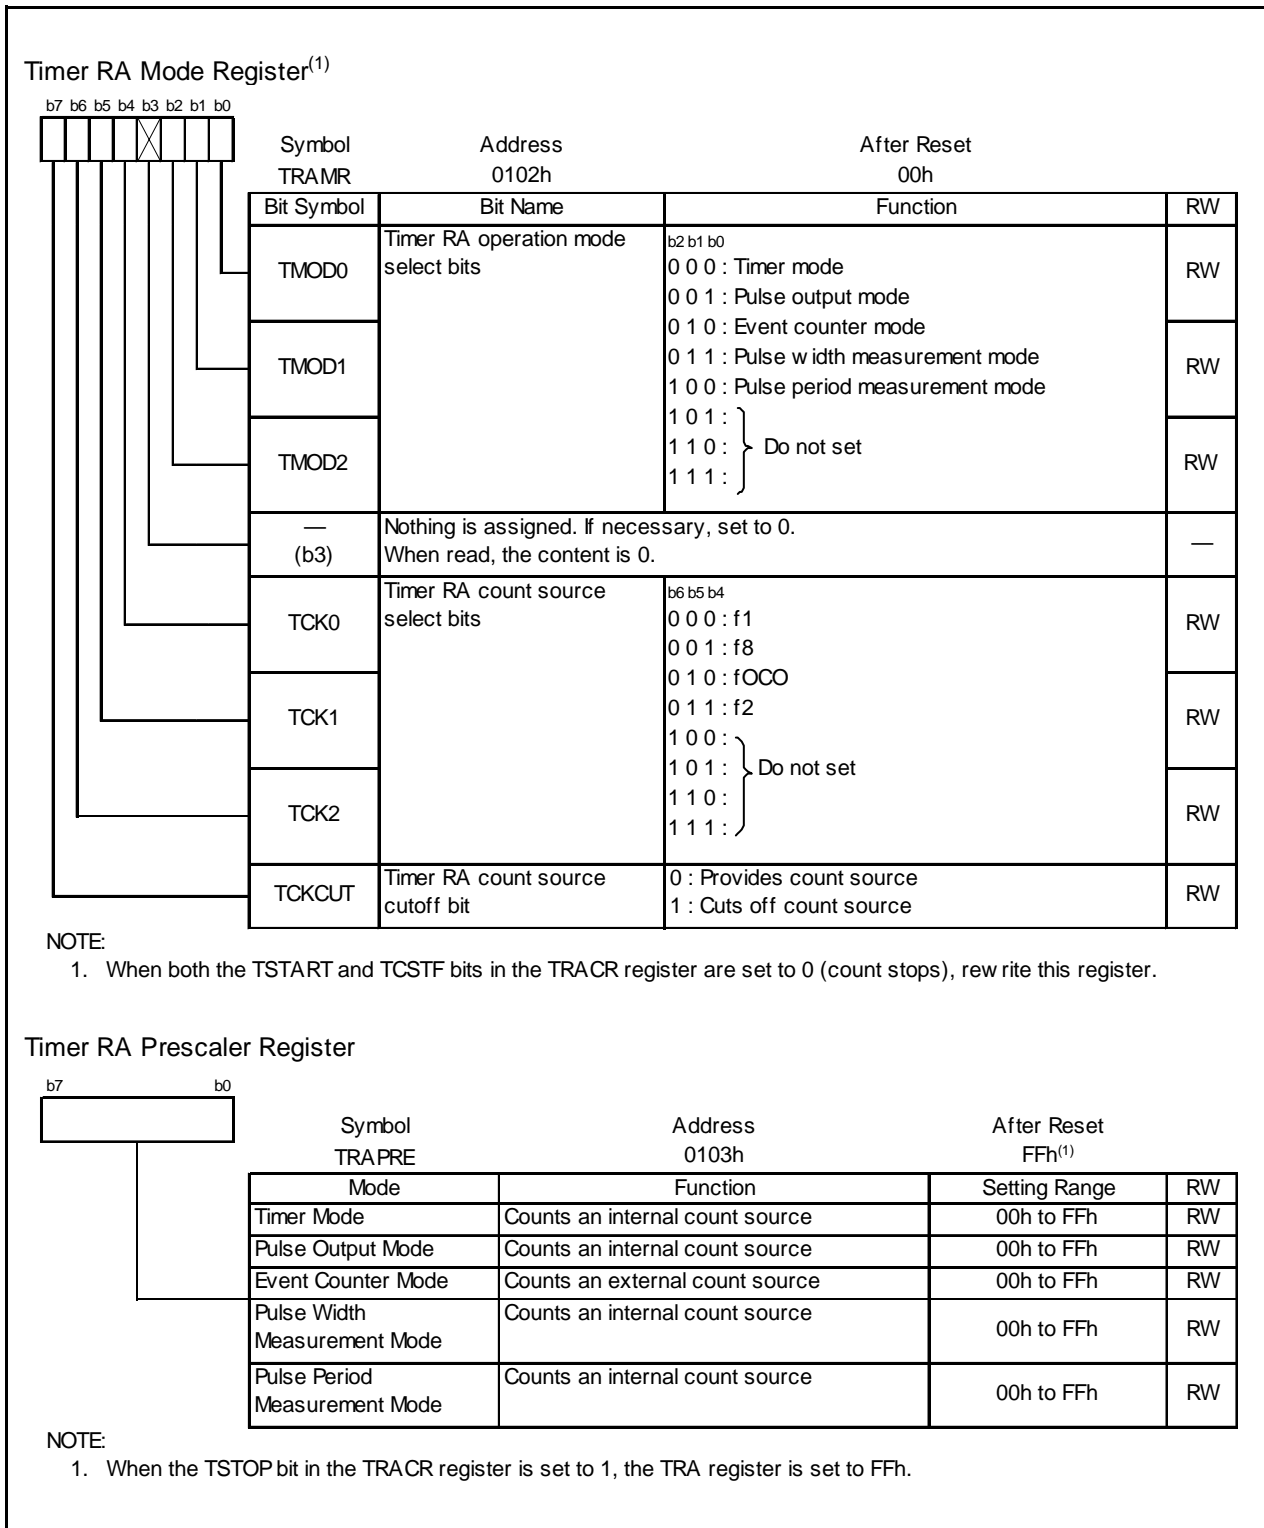 Timer RA Mode Register(1)
b7 b6 b5 b4 b3 b2 b1 b0
Symbol Address After Reset
TRAMR 0102h 00h
Bit Symbol Bit Name Function RW
TMOD0 Timer RA operation mode select bits b2 b1 b0 RW
0 0 0 : Timer mode
0 0 1 : Pulse output mode
0 1 0 : Event counter mode
TMOD1 0 1 1 : Pulse width measurement mode RW
1 0 0 : Pulse period measurement mode
1 0 1 :
TMOD2 1 1 0 : Do not set RW
1 1 1 :
— (b3) Nothing is assigned. If necessary, set to 0. —
When read, the content is 0.
TCK0 Timer RA count source select bits b6 b5 b4 RW
0 0 0 : f1
0 0 1 : f8
0 1 0 : fOCO
TCK1 0 1 1 : f2 RW
1 0 0 :
1 0 1 : Do not set
TCK2 1 1 0 : RW
1 1 1 :
TCKCUT Timer RA count source cutoff bit 0 : Provides count source RW
1 : Cuts off count source
NOTE:
1. When both the TSTART and TCSTF bits in the TRACR register are set to 0 (count stops), rewrite this register.
Timer RA Prescaler Register
b7 b0
Symbol Address After Reset
TRAPRE 0103h FFh(1)
Mode Function Setting Range RW
Timer Mode Counts an internal count source 00h to FFh RW
Pulse Output Mode Counts an internal count source 00h to FFh RW
Event Counter Mode Counts an external count source 00h to FFh RW
Pulse Width Measurement Mode Counts an internal count source 00h to FFh RW
Pulse Period Measurement Mode Counts an internal count source 00h to FFh RW
NOTE:
1. When the TSTOP bit in the TRACR register is set to 1, the TRA register is set to FFh.